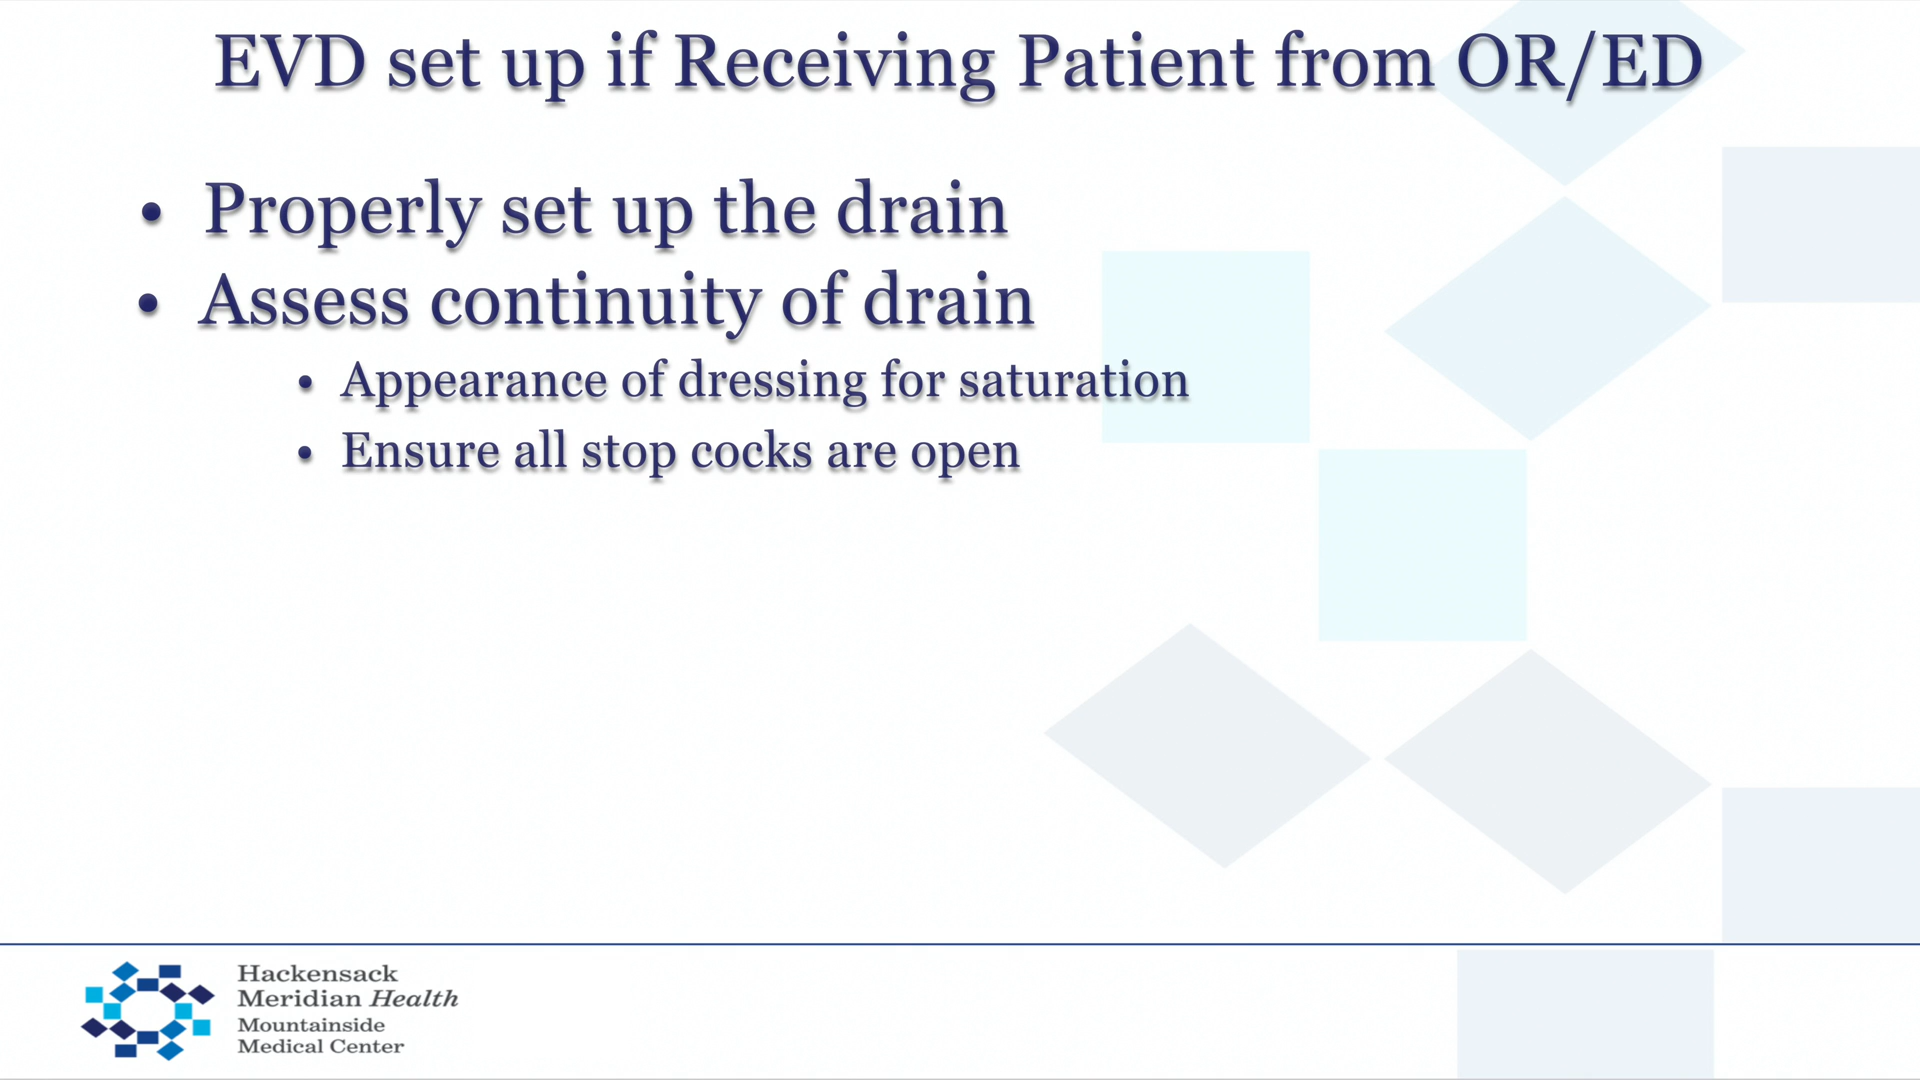 EVD set up if Receiving Patient from OR/ED
• Properly set up the drain
• Assess continuity of drain
• Appearance of dressing for saturation
• Ensure all stop cocks are open
Hackensack
Meridian Health
Mountainside
Medical Center